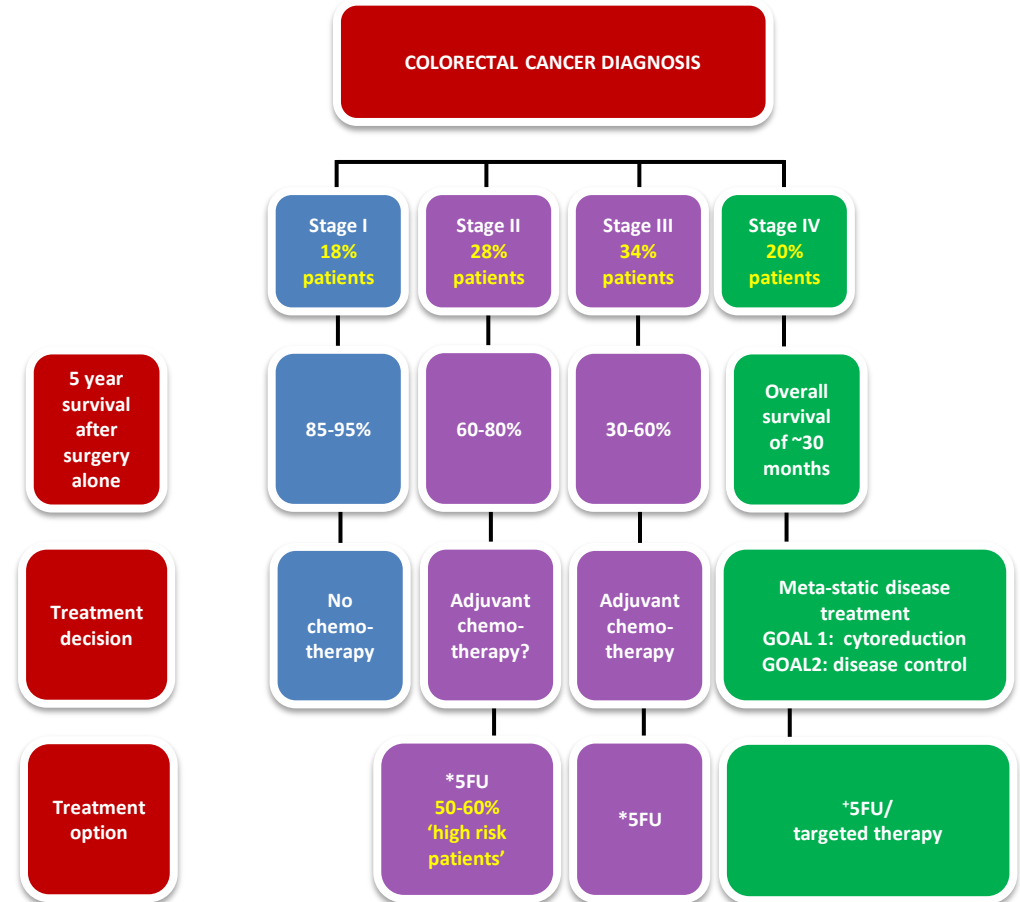 COLORECTAL CANCER DIAGNOSIS
Stage I
18%
patients
Stage II
28%
patients
Stage III
34%
patients
Stage IV
20%
patients
5 year
survival
after
surgery
alone
85-95%
60-80%
30-60%
Overall
survival
of ~30
months
Treatment
decision
No
chemo-
therapy
Adjuvant
chemo-
therapy?
Adjuvant
chemo-
therapy
Meta-static disease
treatment
GOAL 1: cytoreduction
GOAL2: disease control
Treatment
option
*5FU
50-60%
‘high risk
patients’
*5FU
⁺5FU/
targeted therapy